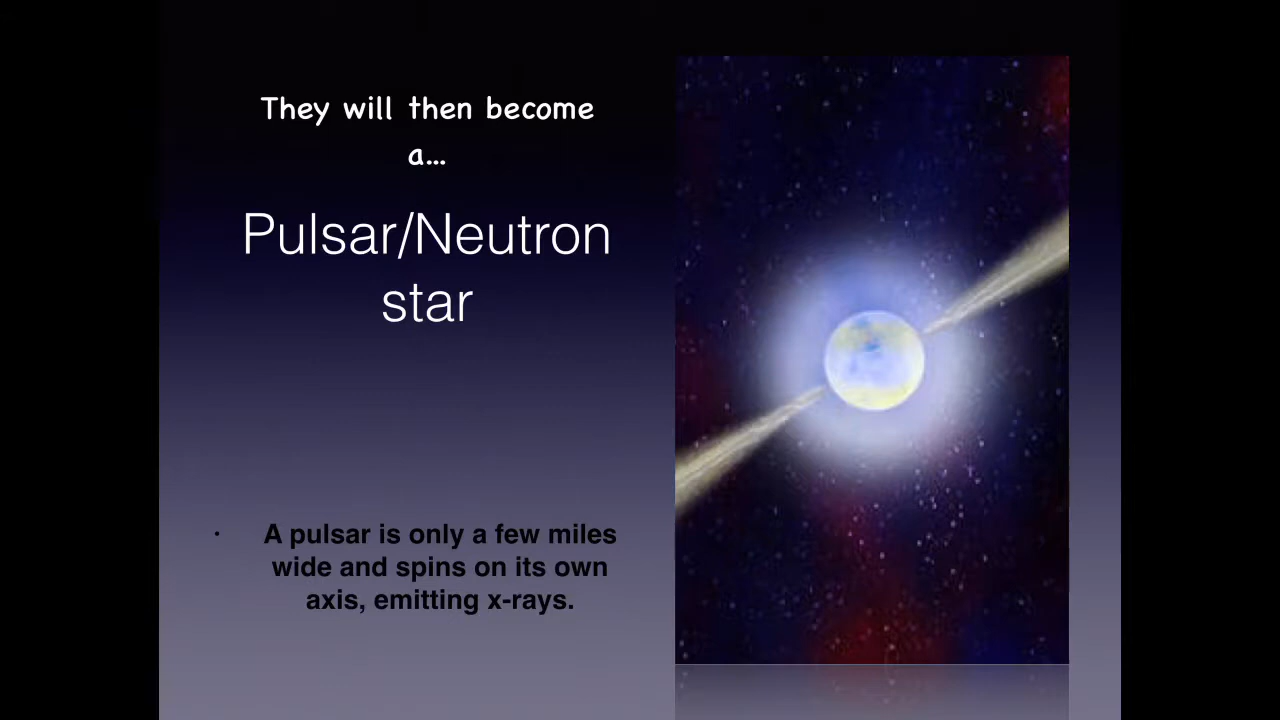 They will then become
a...
Pulsar/Neutron
star
· A pulsar is only a few miles
wide and spins on its own
axis, emitting x-rays.